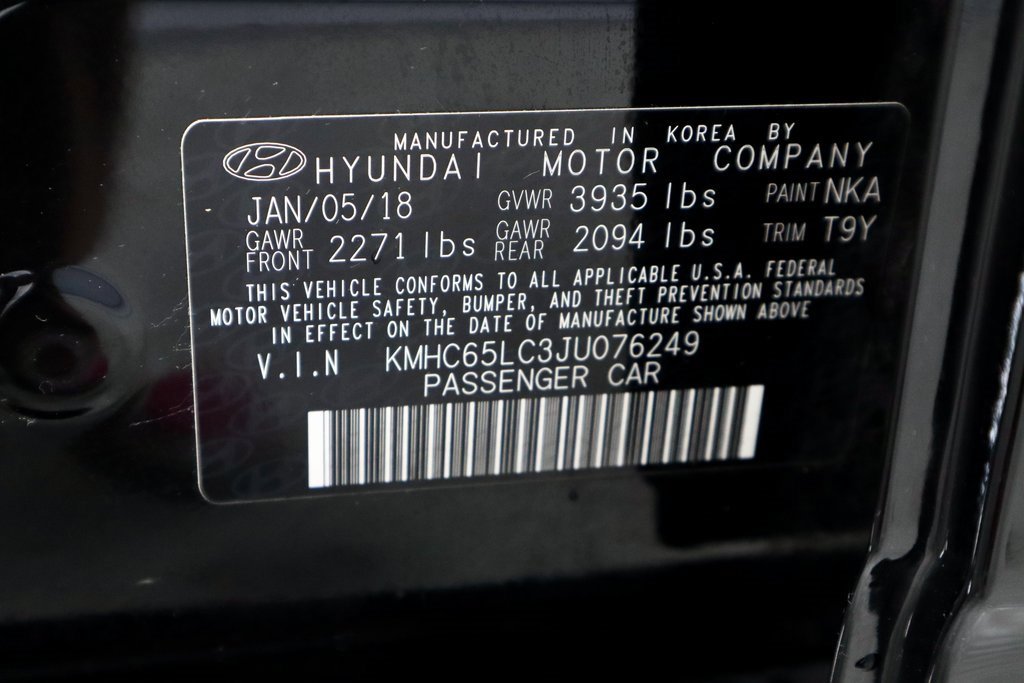 MANUFACTURED IN KOREA BY
HYUNDAI MOTOR COMPANY
JAN/05/18 GVWR 3935 lbs PAINT NKA
GAWR FRONT 2271 lbs GAWR REAR 2094 lbs TRIM T9Y
THIS VEHICLE CONFORMS TO ALL APPLICABLE U.S.A. FEDERAL
MOTOR VEHICLE SAFETY, BUMPER, AND THEFT PREVENTION STANDARDS
IN EFFECT ON THE DATE OF MANUFACTURE SHOWN ABOVE
V.I.N KMHC65LC3JU076249
PASSENGER CAR